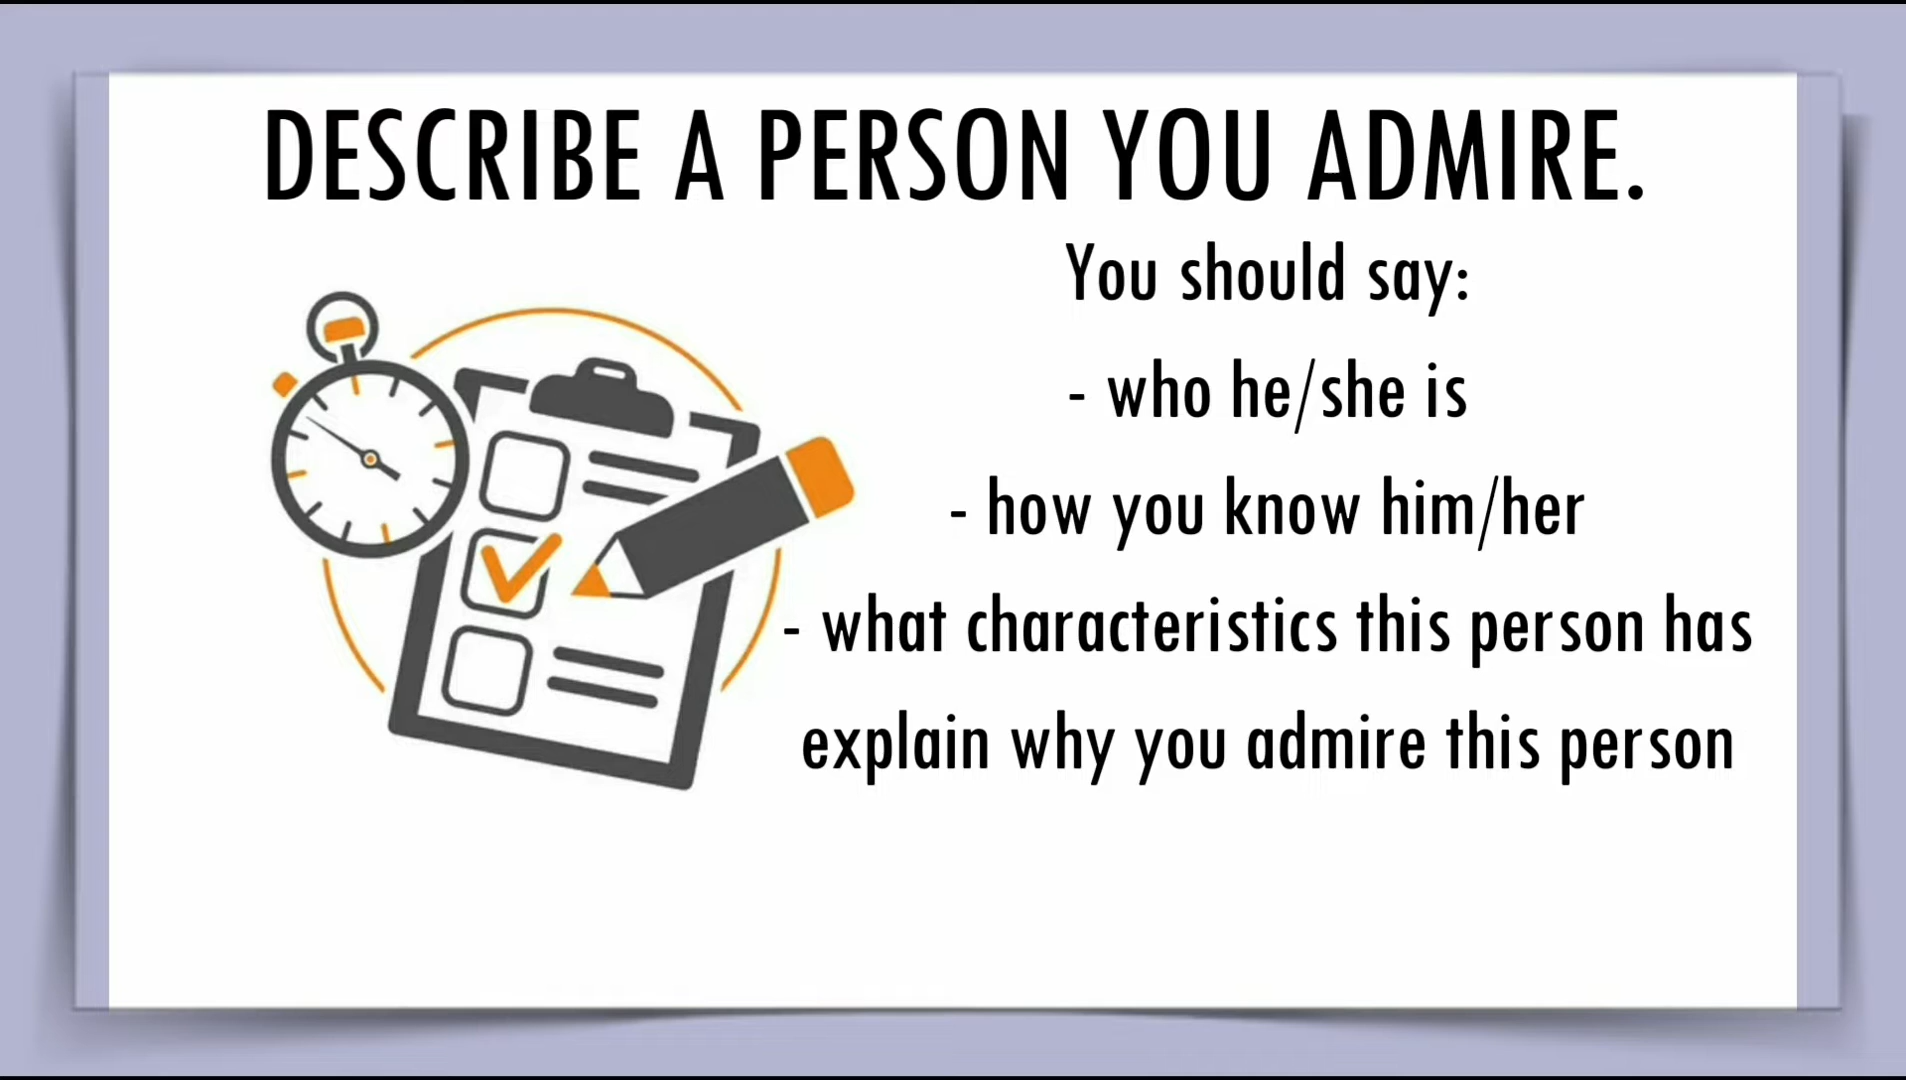 DESCRIBE A PERSON YOU ADMIRE.
You should say:
- who he/she is
- how you know him/her
- what characteristics this person has
explain why you admire this person